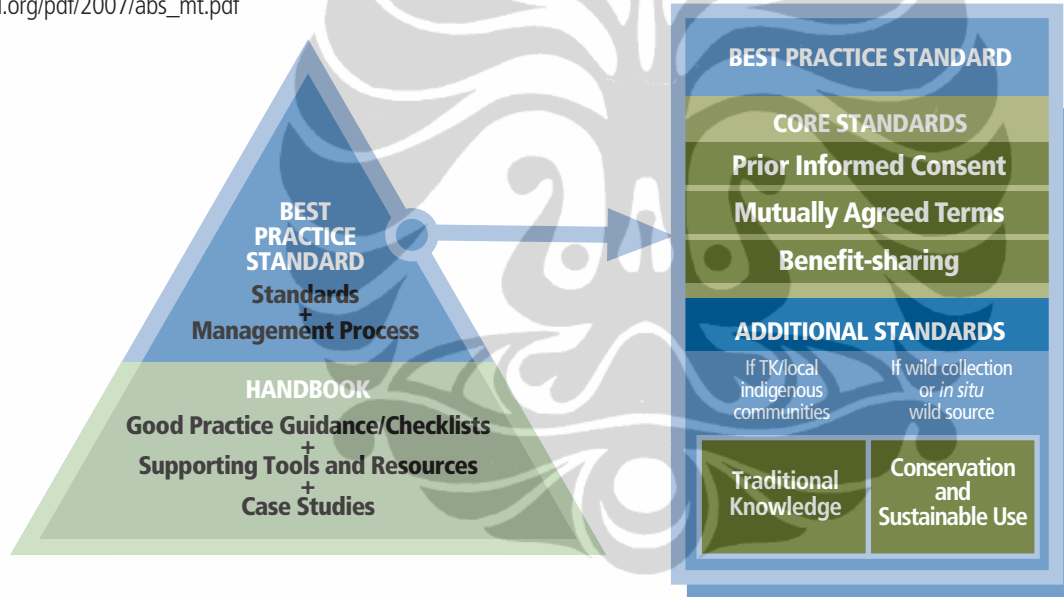 l.org/pdf/2007/abs_mt.pdf
BEST
PRACTICE
STANDARD
Standards
+
Management Process
HANDBOOK
Good Practice Guidance/Checklists
+
Supporting Tools and Resources
+
Case Studies
BEST PRACTICE STANDARD
CORE STANDARDS
Prior Informed Consent
Mutually Agreed Terms
Benefit-sharing
ADDITIONAL STANDARDS
If TK/local
indigenous
communities
If wild collection
or in situ
wild source
Traditional
Knowledge
Conservation
and
Sustainable Use